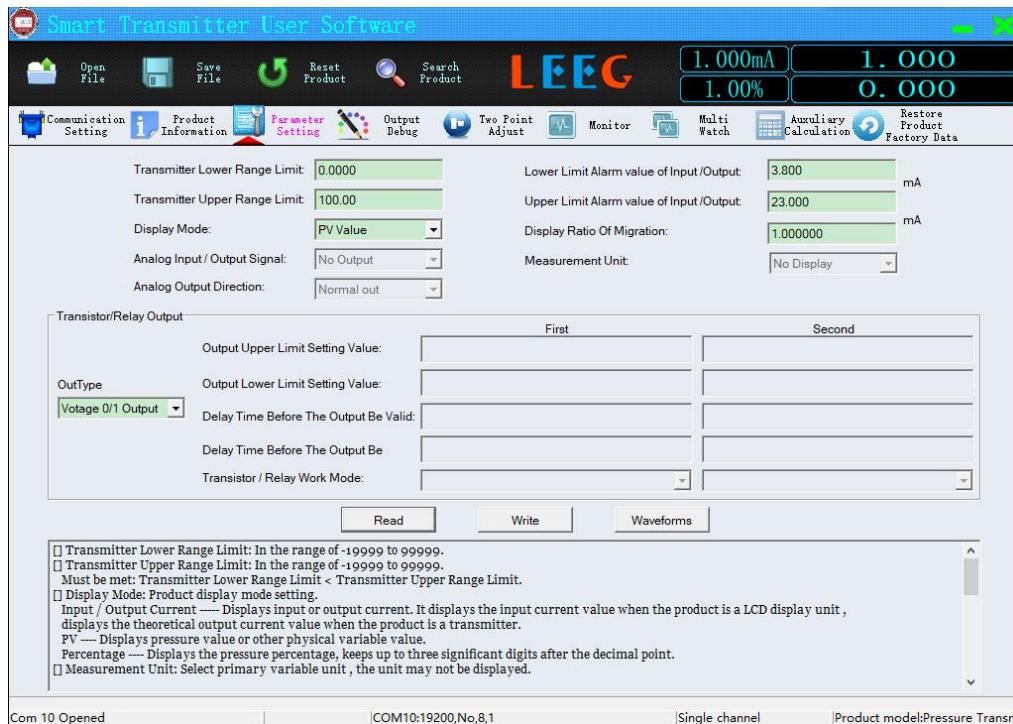 Smart Transmitter User Software
Open File
Save File
Reset Product
Search Product
LEEG
1.000mA
1.000
1.00%
0.000
Communication Setting
Product Information
Parameter Setting
Output Debug
Two Point Adjust
Monitor
Multi Watch
Auxuliary Calculation
Restore Product Factory Data
Transmitter Lower Range Limit: 0.0000
Lower Limit Alarm value of Input /Output: 3.800 mA
Transmitter Upper Range Limit: 100.00
Upper Limit Alarm value of Input /Output: 23.000 mA
Display Mode: PV Value
Display Ratio Of Migration: 1.000000
Analog Input / Output Signal: No Output
Measurement Unit: No Display
Analog Output Direction: Normal out
Transistor/Relay Output
First Second
Output Upper Limit Setting Value:
OutType
Output Lower Limit Setting Value:
Votage 0/1 Output
Delay Time Before The Output Be Valid:
Delay Time Before The Output Be
Transistor / Relay Work Mode:
Read Write Waveforms
[] Transmitter Lower Range Limit: In the range of -19999 to 99999.
[] Transmitter Upper Range Limit: In the range of -19999 to 99999.
Must be met: Transmitter Lower Range Limit < Transmitter Upper Range Limit.
[] Display Mode: Product display mode setting.
Input / Output Current ----- Displays input or output current. It displays the input current value when the product is a LCD display unit ,
displays the theoretical output current value when the product is a transmitter.
PV ---- Displays pressure value or other physical variable value.
Percentage ---- Displays the pressure percentage, keeps up to three significant digits after the decimal point.
[] Measurement Unit: Select primary variable unit , the unit may not be displayed.
Com 10 Opened
COM10:19200,No,8,1
Single channel
Product model:Pressure Transr